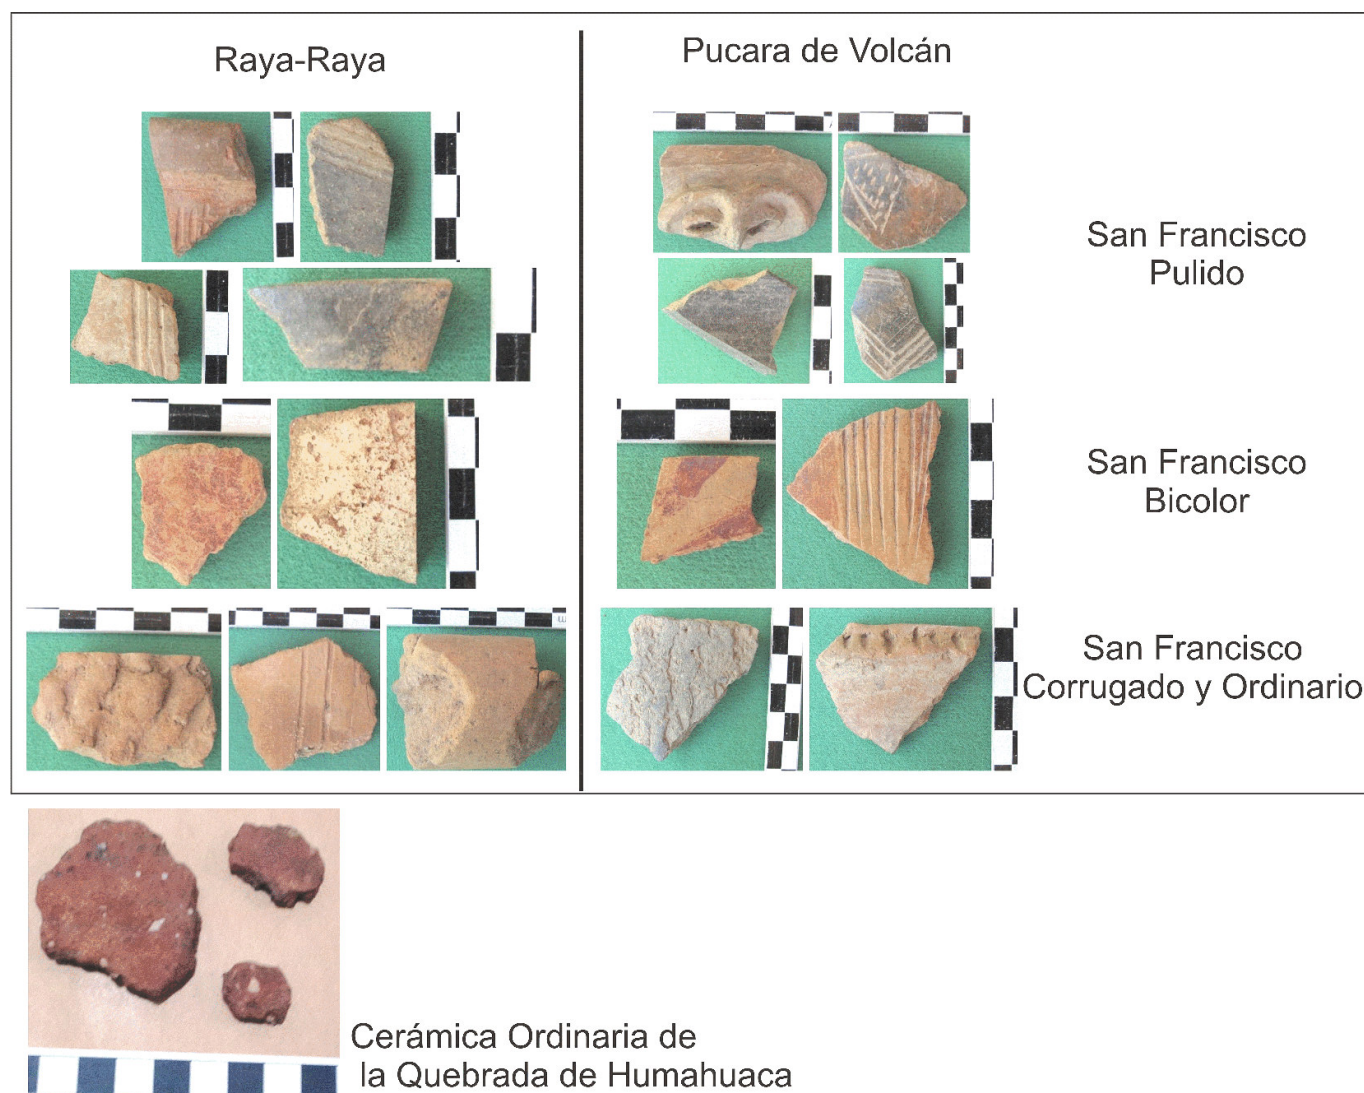 Raya-Raya
Pucara de Volcán
San Francisco
Pulido
San Francisco
Bicolor
San Francisco
Corrugado y Ordinario
Cerámica Ordinaria de
la Quebrada de Humahuaca